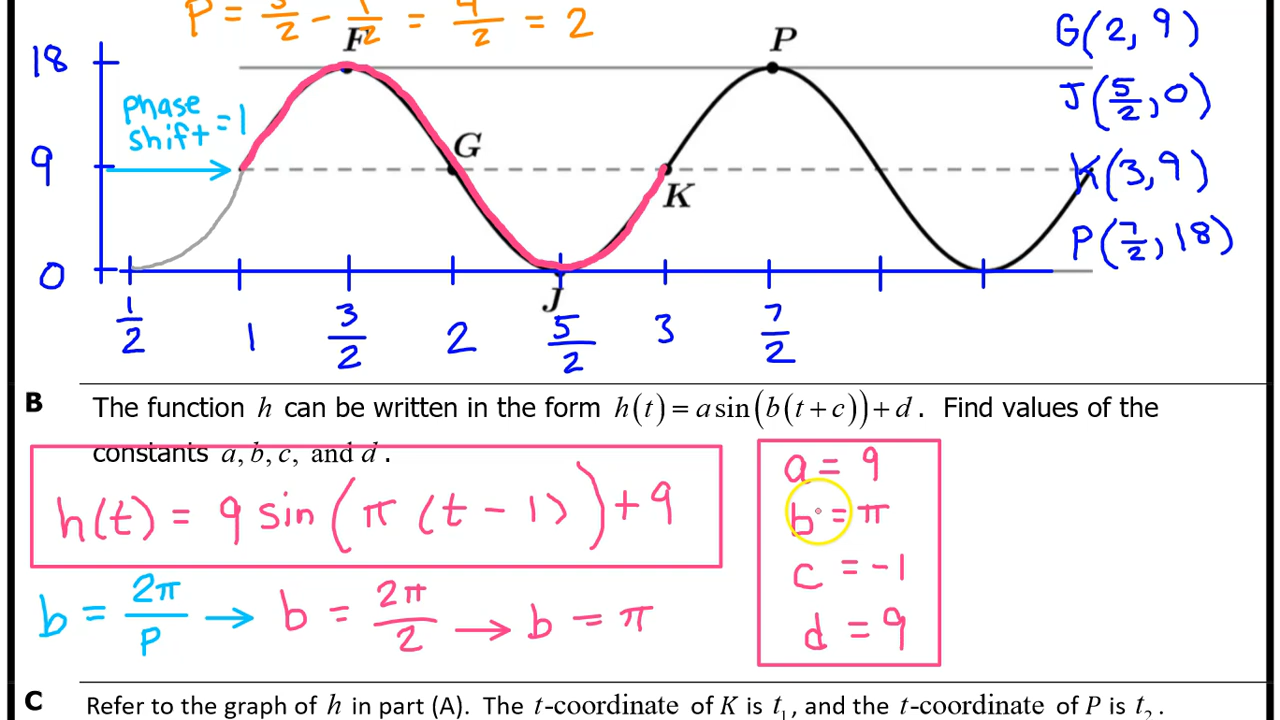 P = 5/2 - 1/2 = 4/2 = 2
18
F
P
G(2, 9)
phase
shift = 1
J(5/2, 0)
G
9
K
K(3, 9)
P(7/2, 18)
0
J
1/2 1 3/2 2 5/2 3 7/2
B The function h can be written in the form h(t) = a sin(b(t + c)) + d. Find values of the
constants a, b, c, and d.
h(t) = 9 sin(π(t - 1)) + 9
a = 9
b = π
c = -1
d = 9
b = 2π/P → b = 2π/2 → b = π
C Refer to the graph of h in part (A). The t-coordinate of K is t₁, and the t-coordinate of P is t₂.